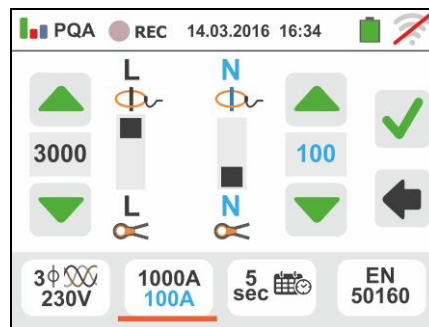 PQA REC 14.03.2016 16:34
L N
3000 100
L N
3ϕ 1000A 5 EN
230V 100A sec 50160